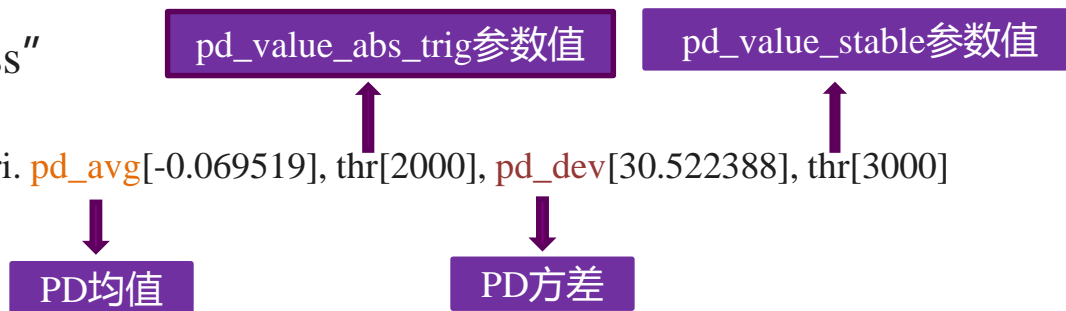 pd_value_abs_trig参数值
pd_value_stable参数值
s"
ri. pd_avg[-0.069519], thr[2000], pd_dev[30.522388], thr[3000]
PD均值
PD方差